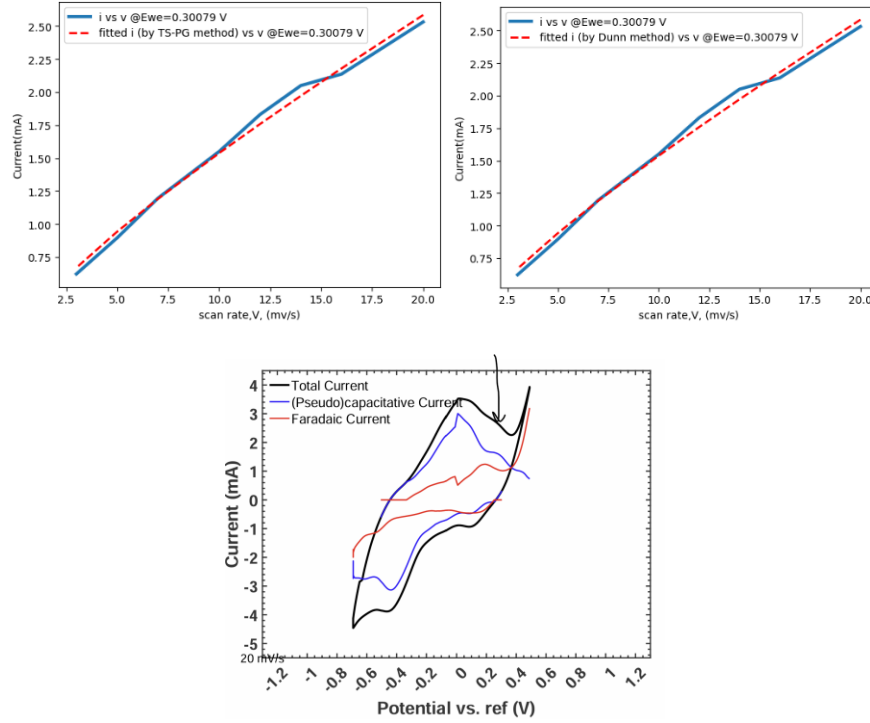 i vs v @Ewe=0.30079 V
fitted i (by TS-PG method) vs v @Ewe=0.30079 V
Current(mA)
2.50
2.25
2.00
1.75
1.50
1.25
1.00
0.75
2.5 5.0 7.5 10.0 12.5 15.0 17.5 20.0
scan rate,V, (mv/s)
i vs v @Ewe=0.30079 V
fitted i (by Dunn method) vs v @Ewe=0.30079 V
Current(mA)
2.50
2.25
2.00
1.75
1.50
1.25
1.00
0.75
2.5 5.0 7.5 10.0 12.5 15.0 17.5 20.0
scan rate,V, (mv/s)
Total Current
(Pseudo)capacitative Current
Faradaic Current
Current (mA)
4
3
2
1
0
-1
-2
-3
-4
-5
20 mV/s
-1.2 -1 -0.8 -0.6 -0.4 -0.2 0 0.2 0.4 0.6 0.8 1 1.2
Potential vs. ref (V)